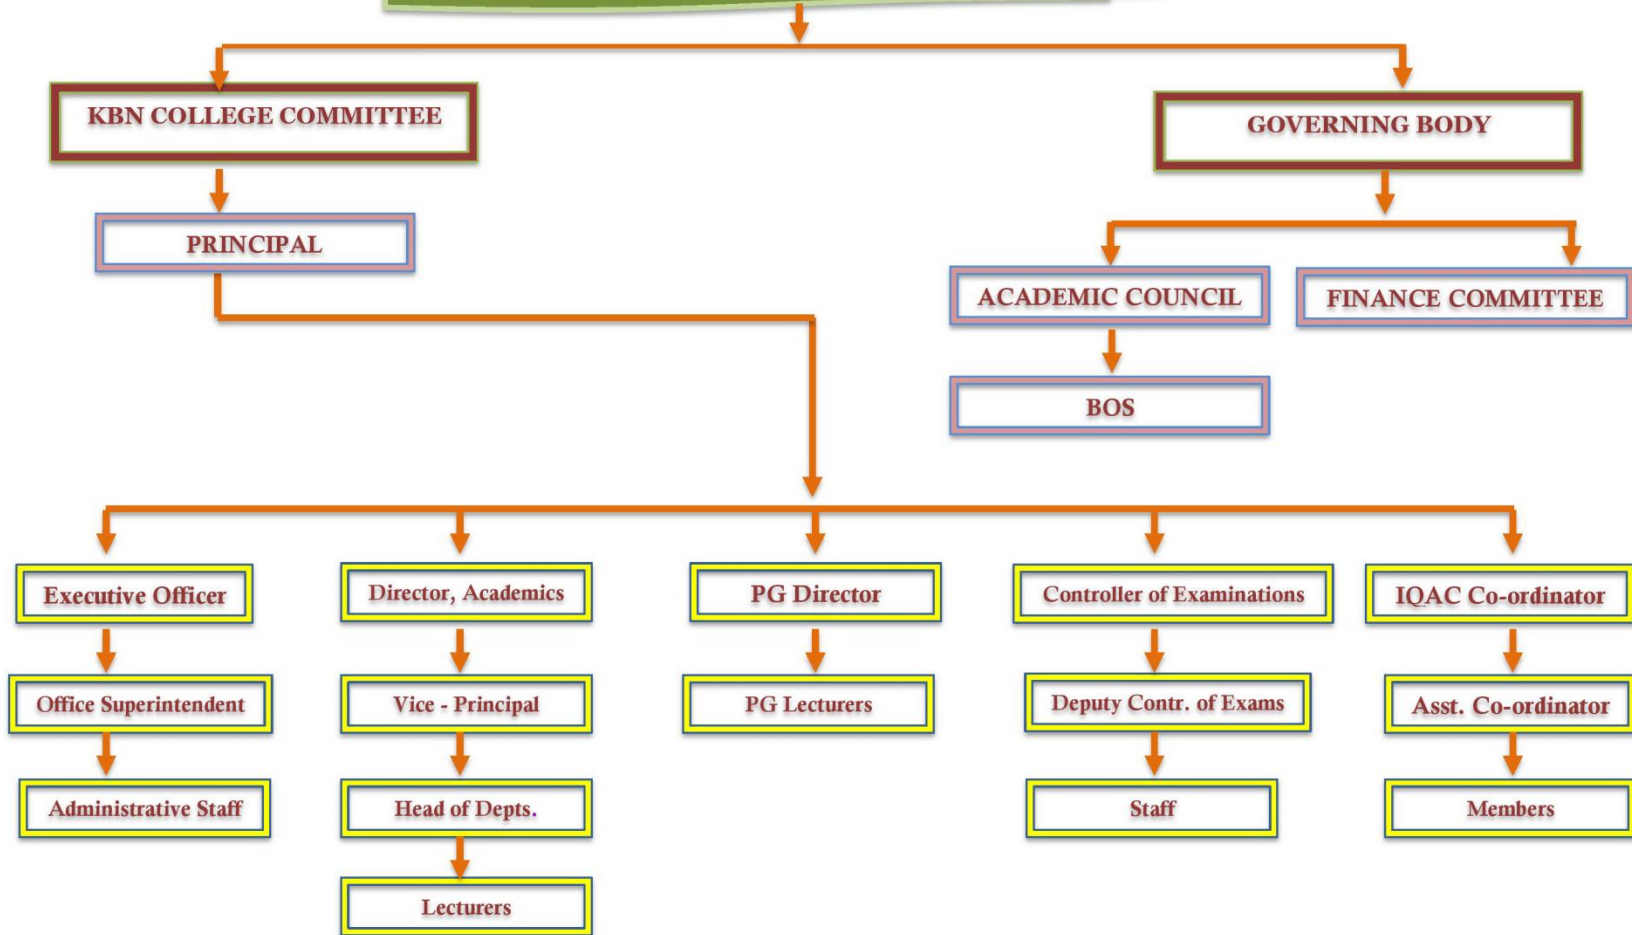 KBN COLLEGE COMMITTEE
GOVERNING BODY
PRINCIPAL
ACADEMIC COUNCIL
FINANCE COMMITTEE
BOS
Executive Officer
Director, Academics
PG Director
Controller of Examinations
IQAC Co-ordinator
Office Superintendent
Vice - Principal
PG Lecturers
Deputy Contr. of Exams
Asst. Co-ordinator
Administrative Staff
Head of Depts.
Staff
Members
Lecturers